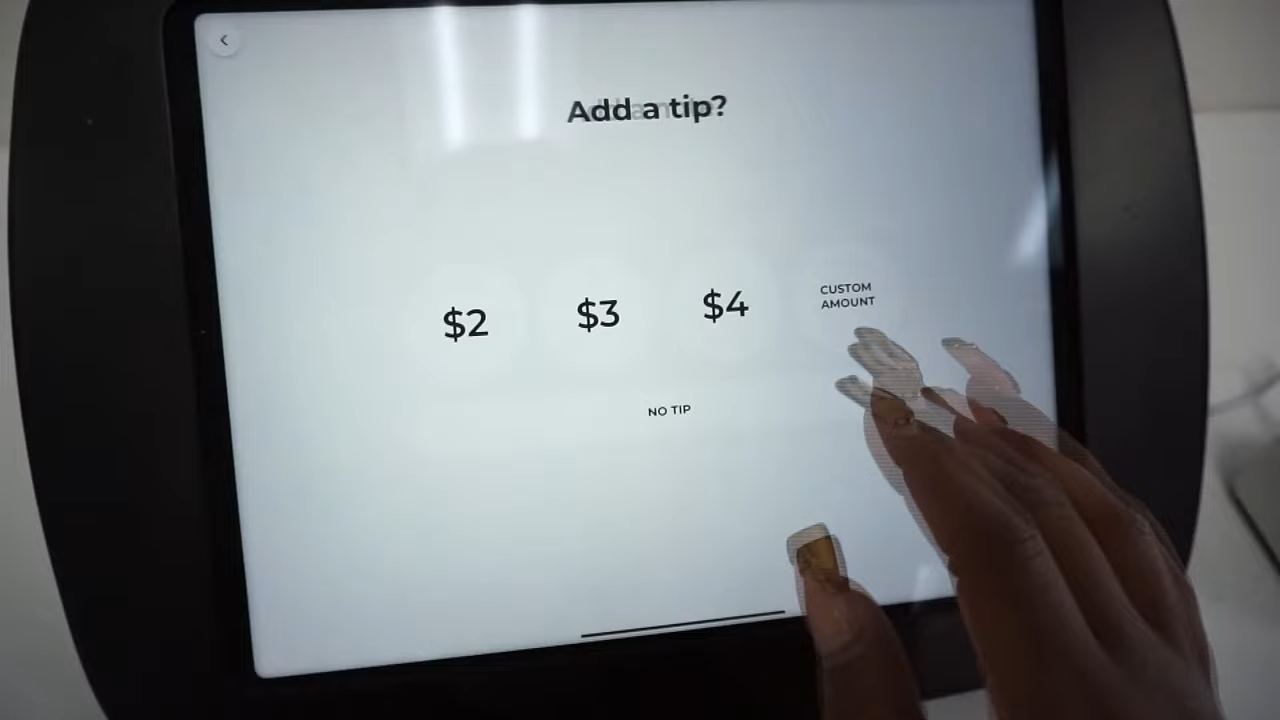 Add a tip?
$2
$3
$4
CUSTOM
AMOUNT
NO TIP